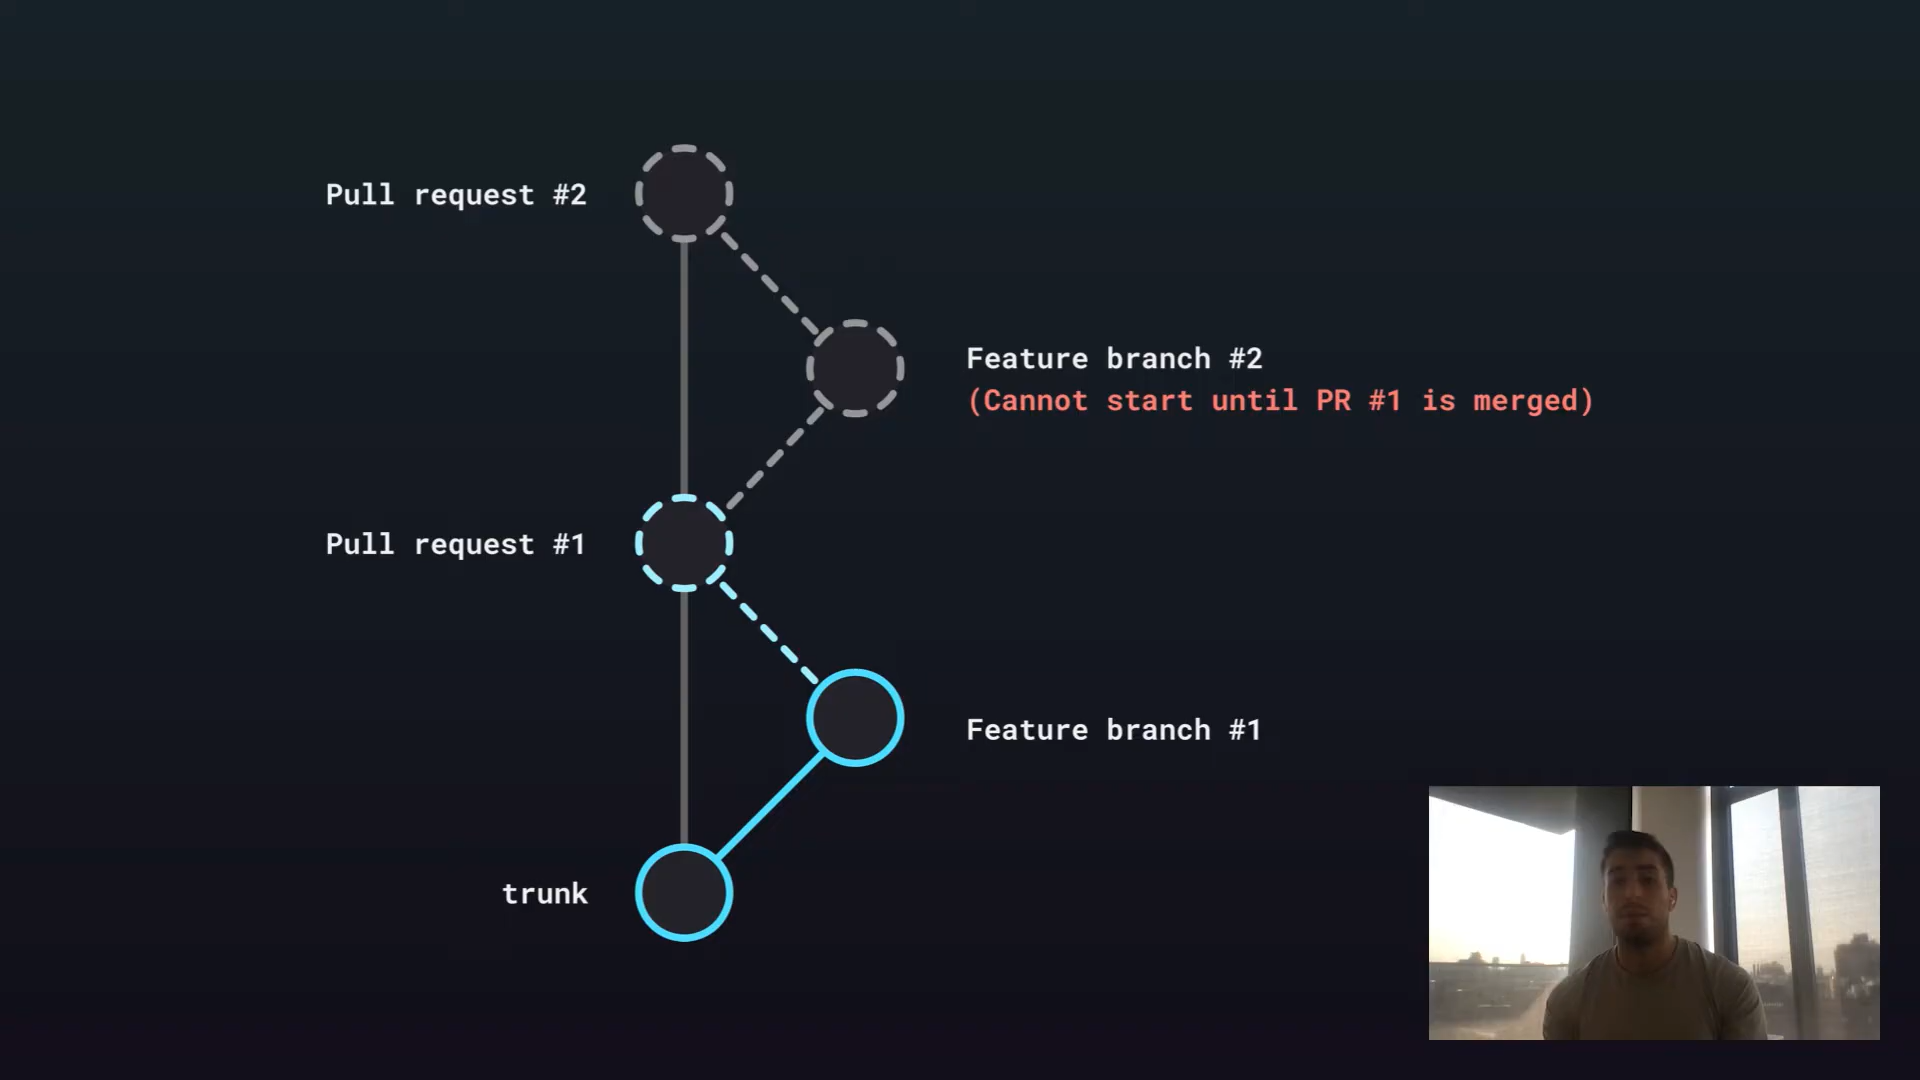 Pull request #2
Feature branch #2
(Cannot start until PR #1 is merged)
Pull request #1
Feature branch #1
trunk